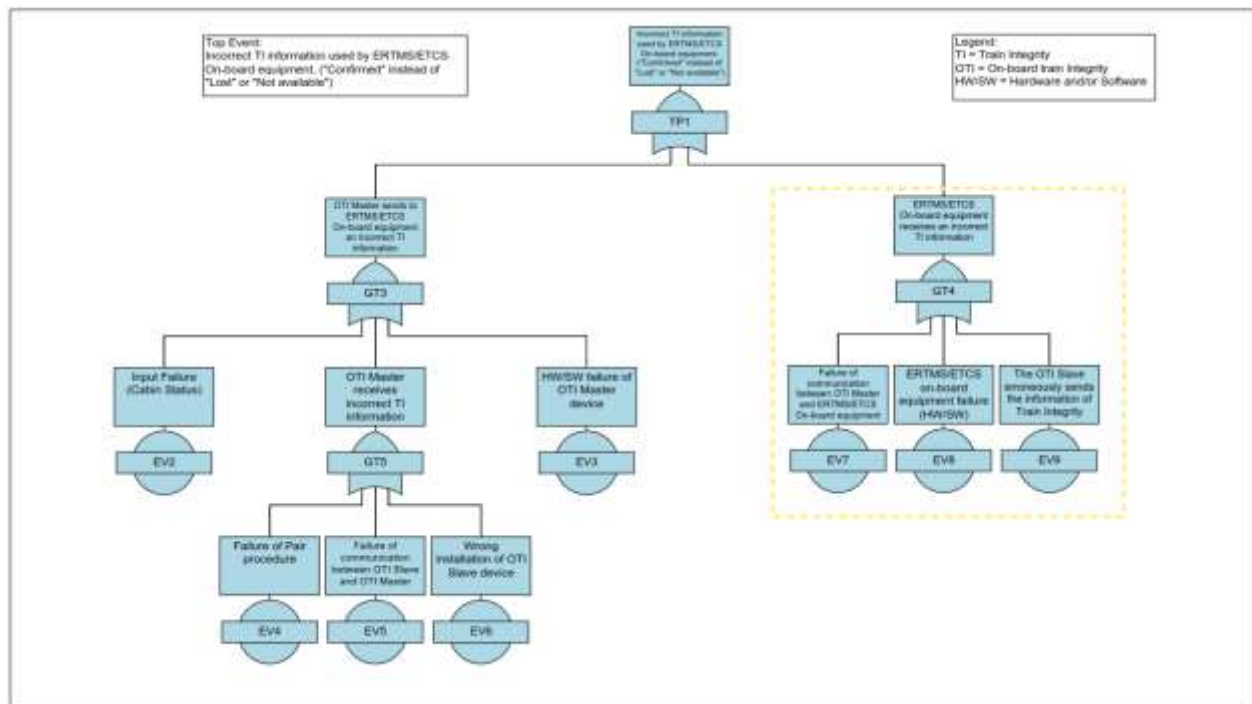 Top Event:
Incorrect TI information used by ERTMS/ETCS
On-board equipment. ("Confirmed" instead of
"Lost" or "Not available")
Incorrect TI information
used by ERTMS/ETCS
On-board equipment.
("Confirmed" instead of
"Lost" or "Not available")
Legend:
TI = Train Integrity
OTI = On-board train Integrity
HW/SW = Hardware and/or Software
TP1
OTI Master sends to
ERTMS/ETCS
On-board equipment
an incorrect TI
information
ERTMS/ETCS
On-board equipment
receives an incorrect
TI information
GT3
GT4
Input Failure
(Cabin Status)
OTI Master
receives
incorrect TI
information
HW/SW failure of
OTI Master
device
Failure of
communication
between OTI Master
and ERTMS/ETCS
On-board equipment
ERTMS/ETCS
on-board
equipment failure
(HW/SW)
The OTI Slave
erroneously sends
the information of
Train Integrity
EV2
GT5
EV3
EV7
EV8
EV9
Failure of Pair
procedure
Failure of
communication
between OTI Slave
and OTI Master
Wrong
installation of OTI
Slave device
EV4
EV5
EV6